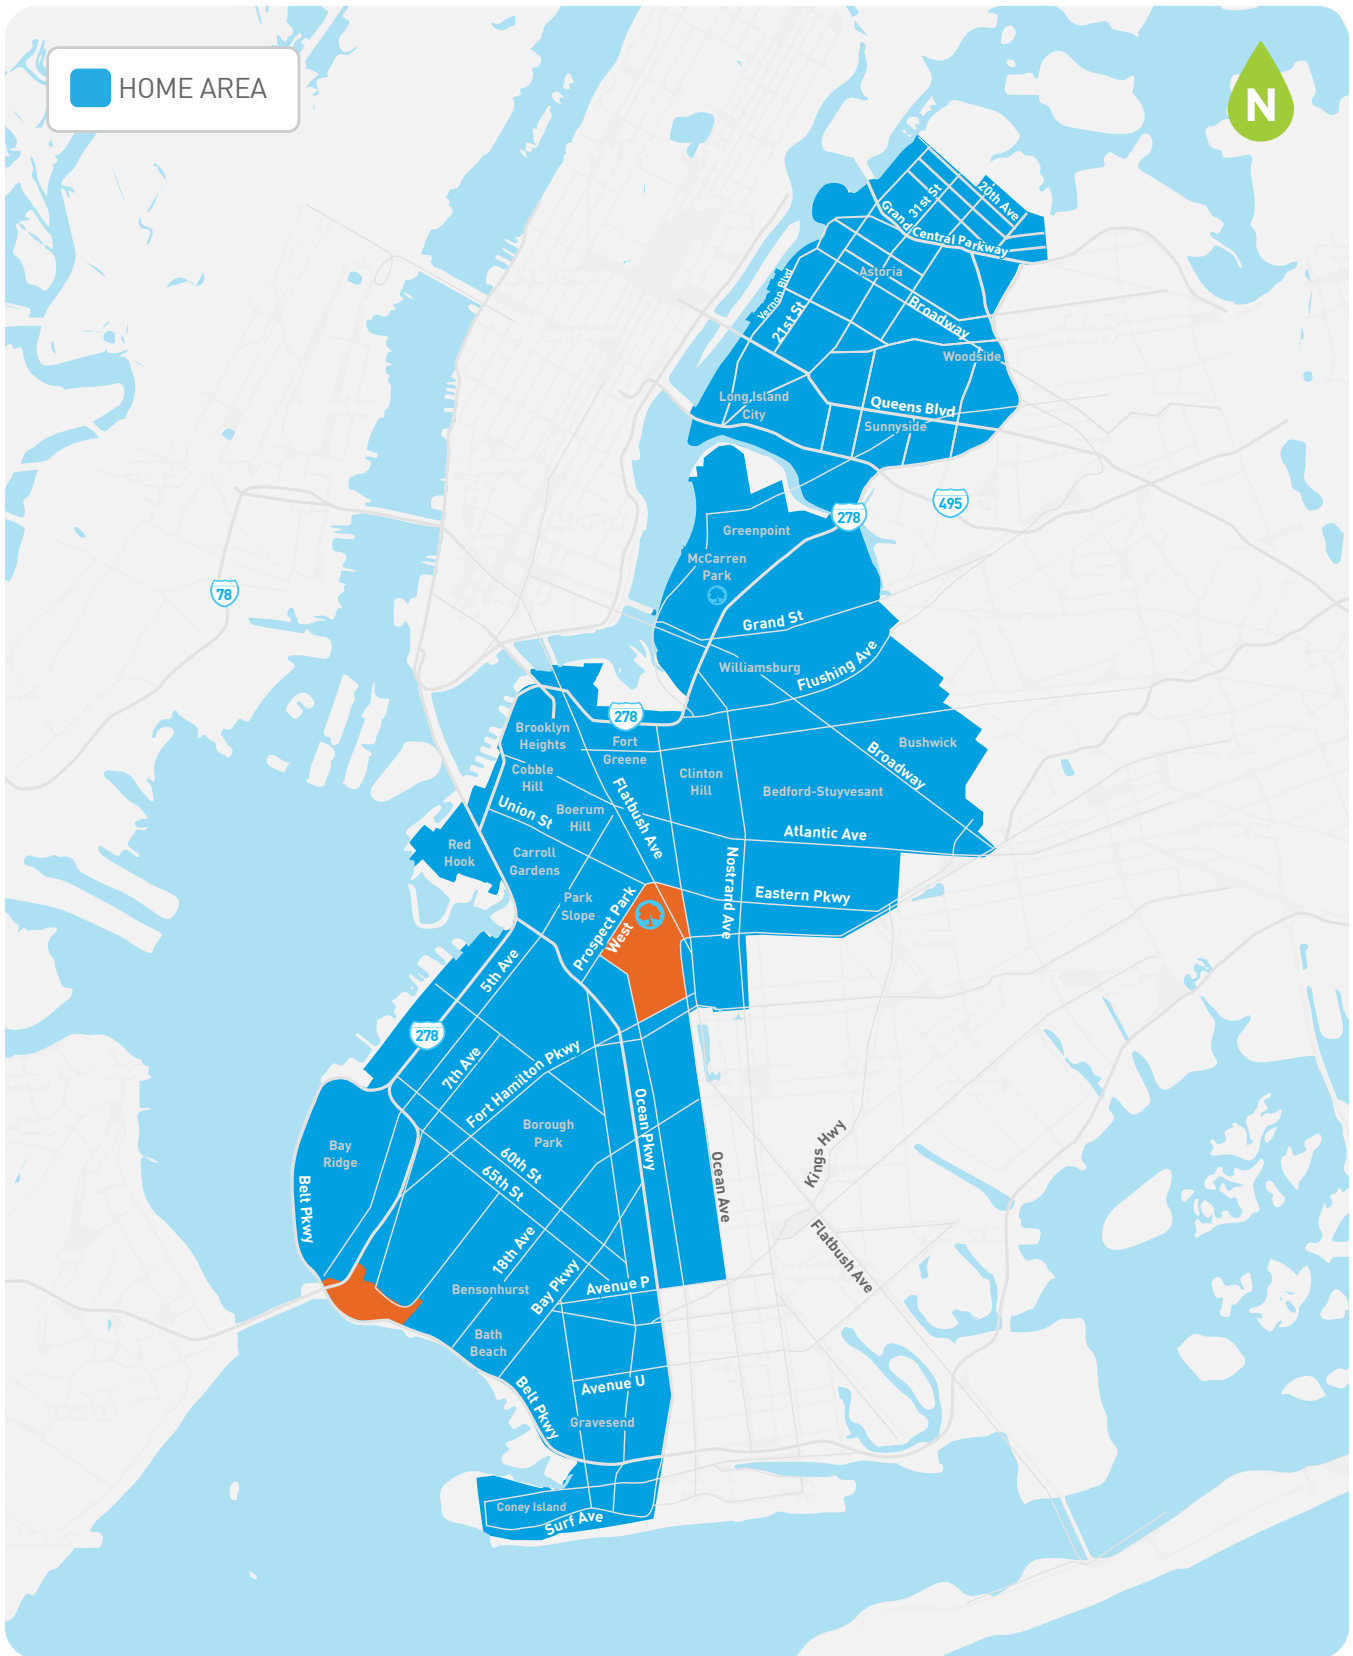 HOME AREA
N
20th Ave
31st St
Grand Central Parkway
Astoria
Vernon Blvd
21st St
Broadway
Woodside
Long Island
City
Queens Blvd
Sunnyside
495
278
Greenpoint
McCarren
Park
78
Grand St
Williamsburg
Flushing Ave
278
Brooklyn
Heights
Fort
Greene
Bushwick
Broadway
Cobble
Hill
Clinton
Hill
Bedford-Stuyvesant
Flatbush Ave
Union St
Boerum
Hill
Atlantic Ave
Red
Hook
Carroll
Gardens
Nostrand Ave
Park
Slope
Eastern Pkwy
Prospect Park
West
5th Ave
278
7th Ave
Fort Hamilton Pkwy
Borough
Park
Ocean Pkwy
Bay
Ridge
Kings Hwy
60th St
65th St
Ocean Ave
Belt Pkwy
18th Ave
Flatbush Ave
Bensonhurst
Bay Pkwy
Avenue P
Bath
Beach
Belt Pkwy
Avenue U
Gravesend
Coney Island
Surf Ave